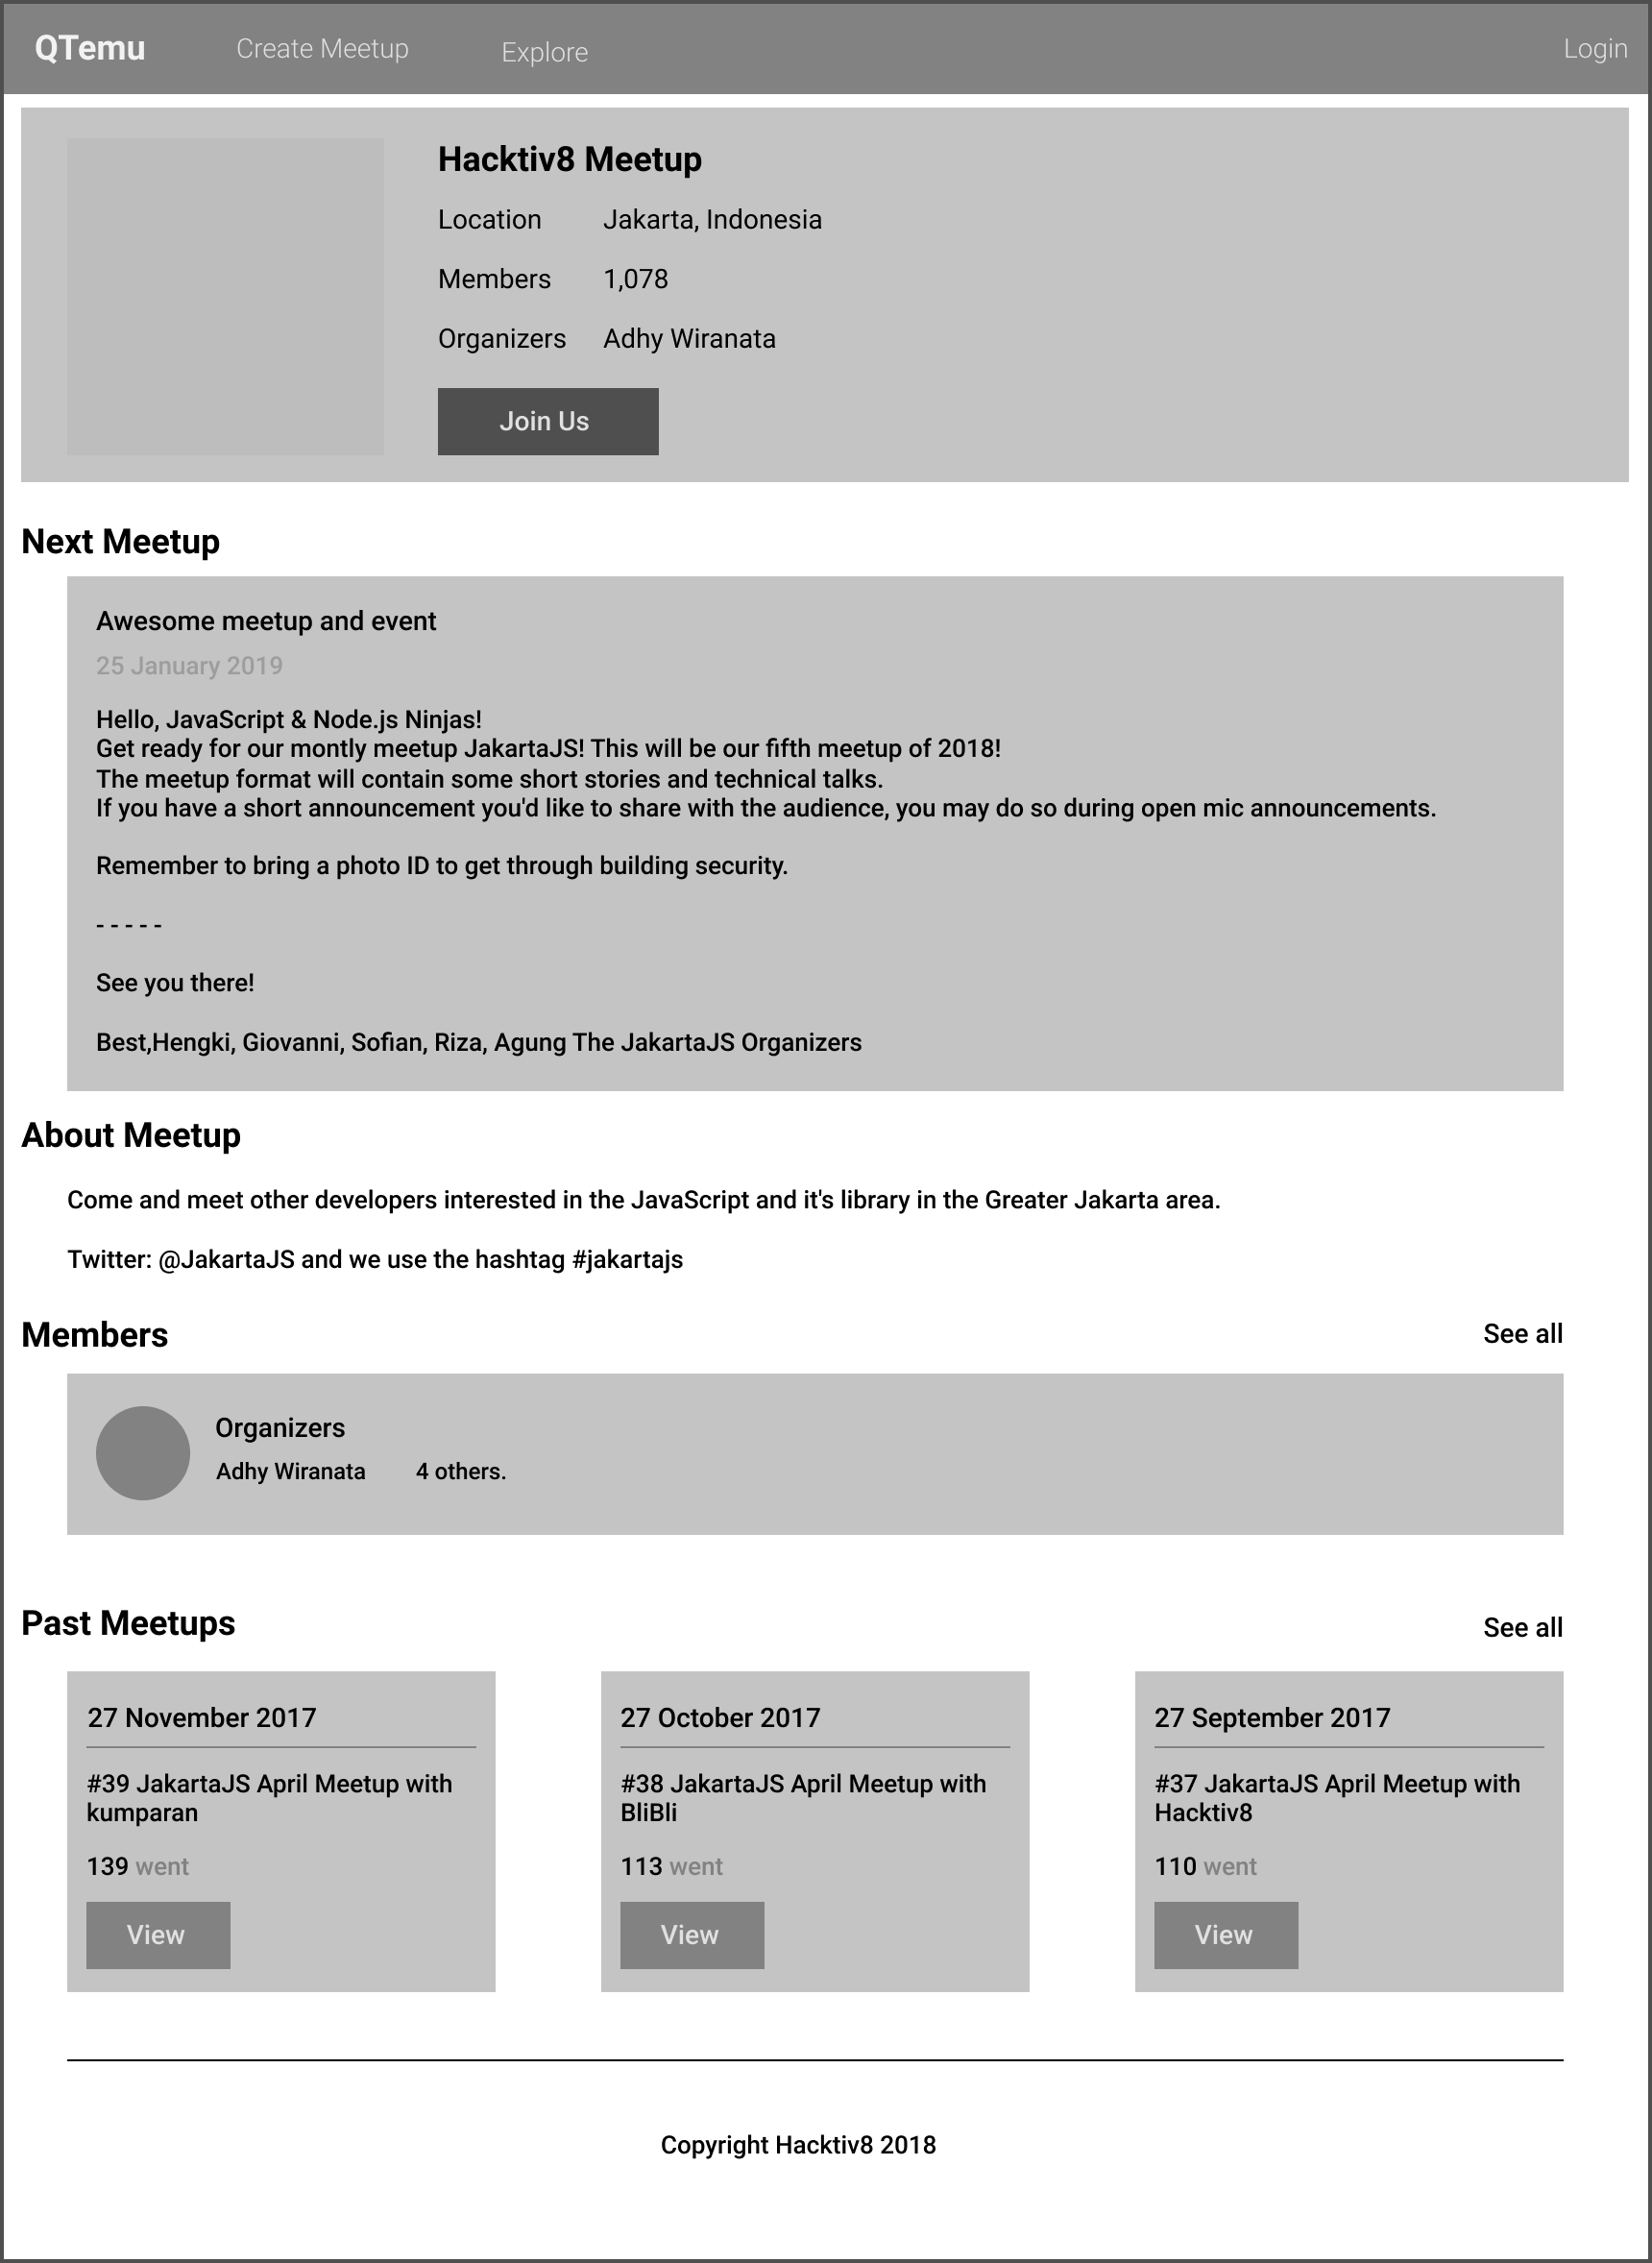 QTemu Create Meetup Explore Login
Hacktiv8 Meetup
Location Jakarta, Indonesia
Members 1,078
Organizers Adhy Wiranata
Join Us
Next Meetup
Awesome meetup and event
25 January 2019
Hello, JavaScript & Node.js Ninjas!
Get ready for our montly meetup JakartaJS! This will be our fifth meetup of 2018!
The meetup format will contain some short stories and technical talks.
If you have a short announcement you'd like to share with the audience, you may do so during open mic announcements.
Remember to bring a photo ID to get through building security.
- - - - -
See you there!
Best,Hengki, Giovanni, Sofian, Riza, Agung The JakartaJS Organizers
About Meetup
Come and meet other developers interested in the JavaScript and it's library in the Greater Jakarta area.
Twitter: @JakartaJS and we use the hashtag #jakartajs
Members See all
Organizers
Adhy Wiranata 4 others.
Past Meetups See all
27 November 2017
#39 JakartaJS April Meetup with
kumparan
139 went
View
27 October 2017
#38 JakartaJS April Meetup with
BliBli
113 went
View
27 September 2017
#37 JakartaJS April Meetup with
Hacktiv8
110 went
View
Copyright Hacktiv8 2018